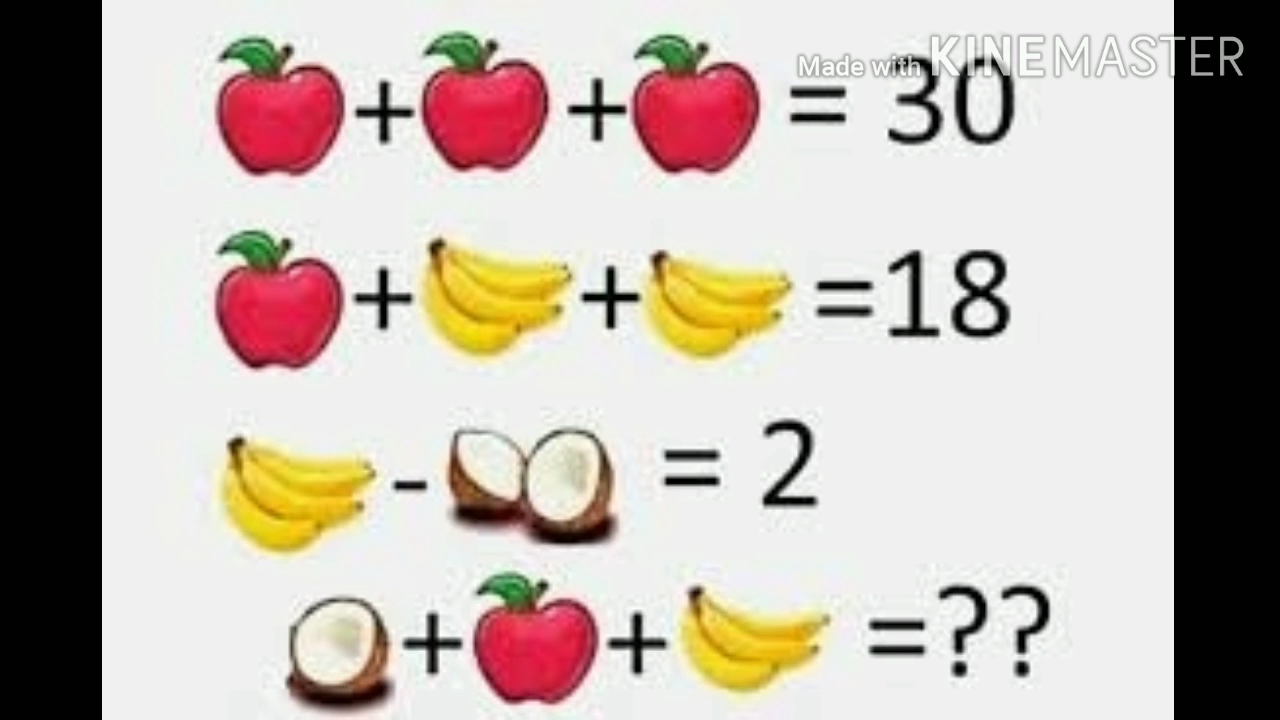 Made with KINEMASTER
+ + = 30
+ + =18
- = 2
+ + =??